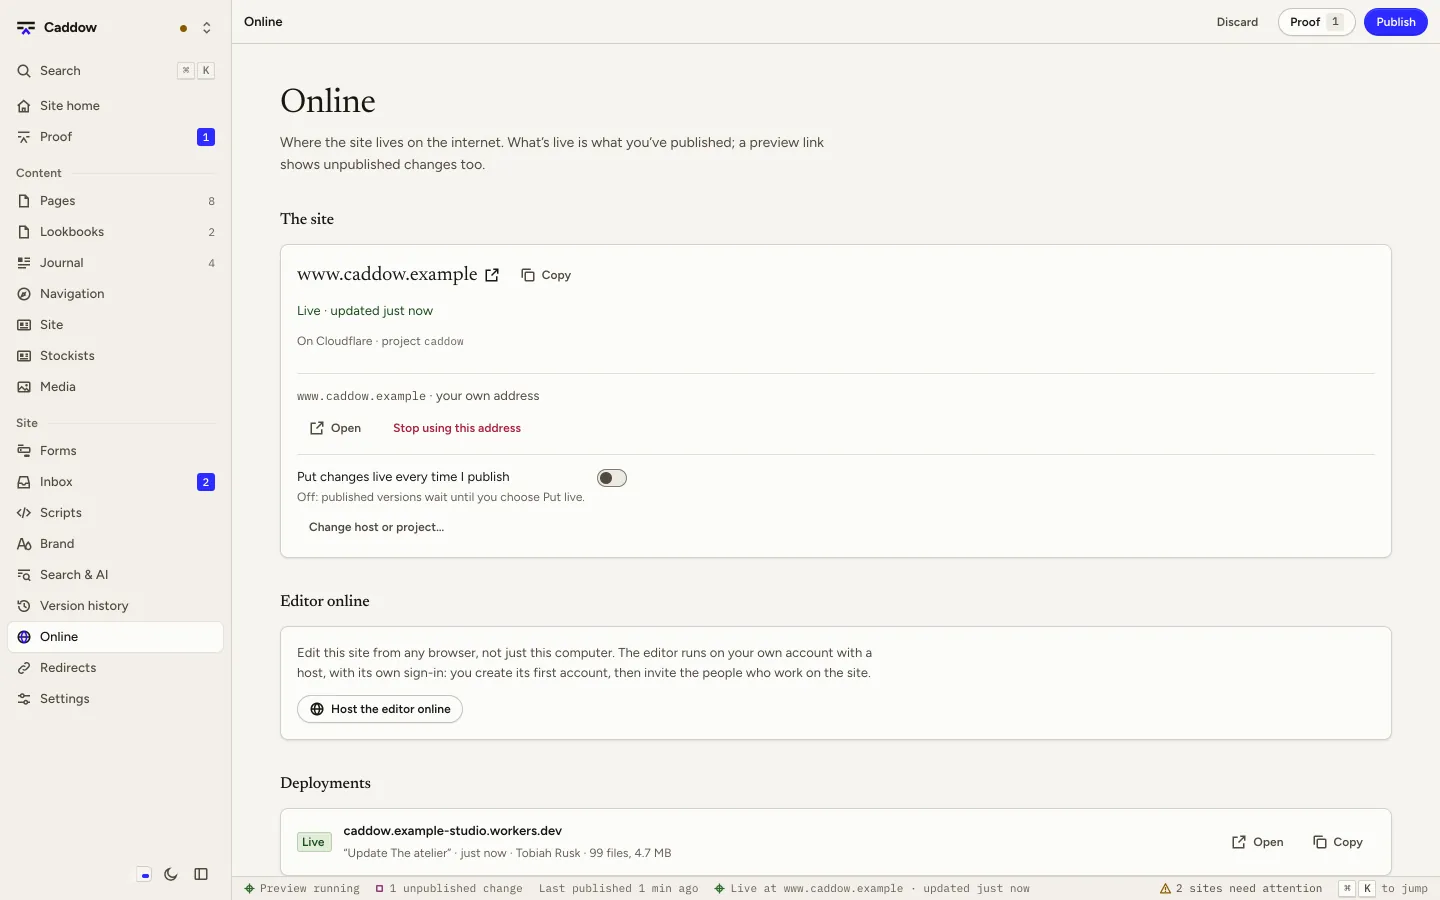 Caddow
Search ⌘ K
Site home
Proof 1
Content
Pages 8
Lookbooks 2
Journal 4
Navigation
Site
Stockists
Media
Site
Forms
Inbox 2
Scripts
Brand
Search & AI
Version history
Online
Redirects
Settings
Online
Discard
Proof 1
Publish
Online
Where the site lives on the internet. What’s live is what you’ve published; a preview link
shows unpublished changes too.
The site
www.caddow.example
Copy
Live · updated just now
On Cloudflare · project caddow
www.caddow.example · your own address
Open
Stop using this address
Put changes live every time I publish
Off: published versions wait until you choose Put live.
Change host or project…
Editor online
Edit this site from any browser, not just this computer. The editor runs on your own account with a
host, with its own sign-in: you create its first account, then invite the people who work on the site.
Host the editor online
Deployments
Live
caddow.example-studio.workers.dev
“Update The atelier” · just now · Tobiah Rusk · 99 files, 4.7 MB
Open
Copy
Preview running
1 unpublished change
Last published 1 min ago
Live at www.caddow.example · updated just now
2 sites need attention
⌘ K to jump